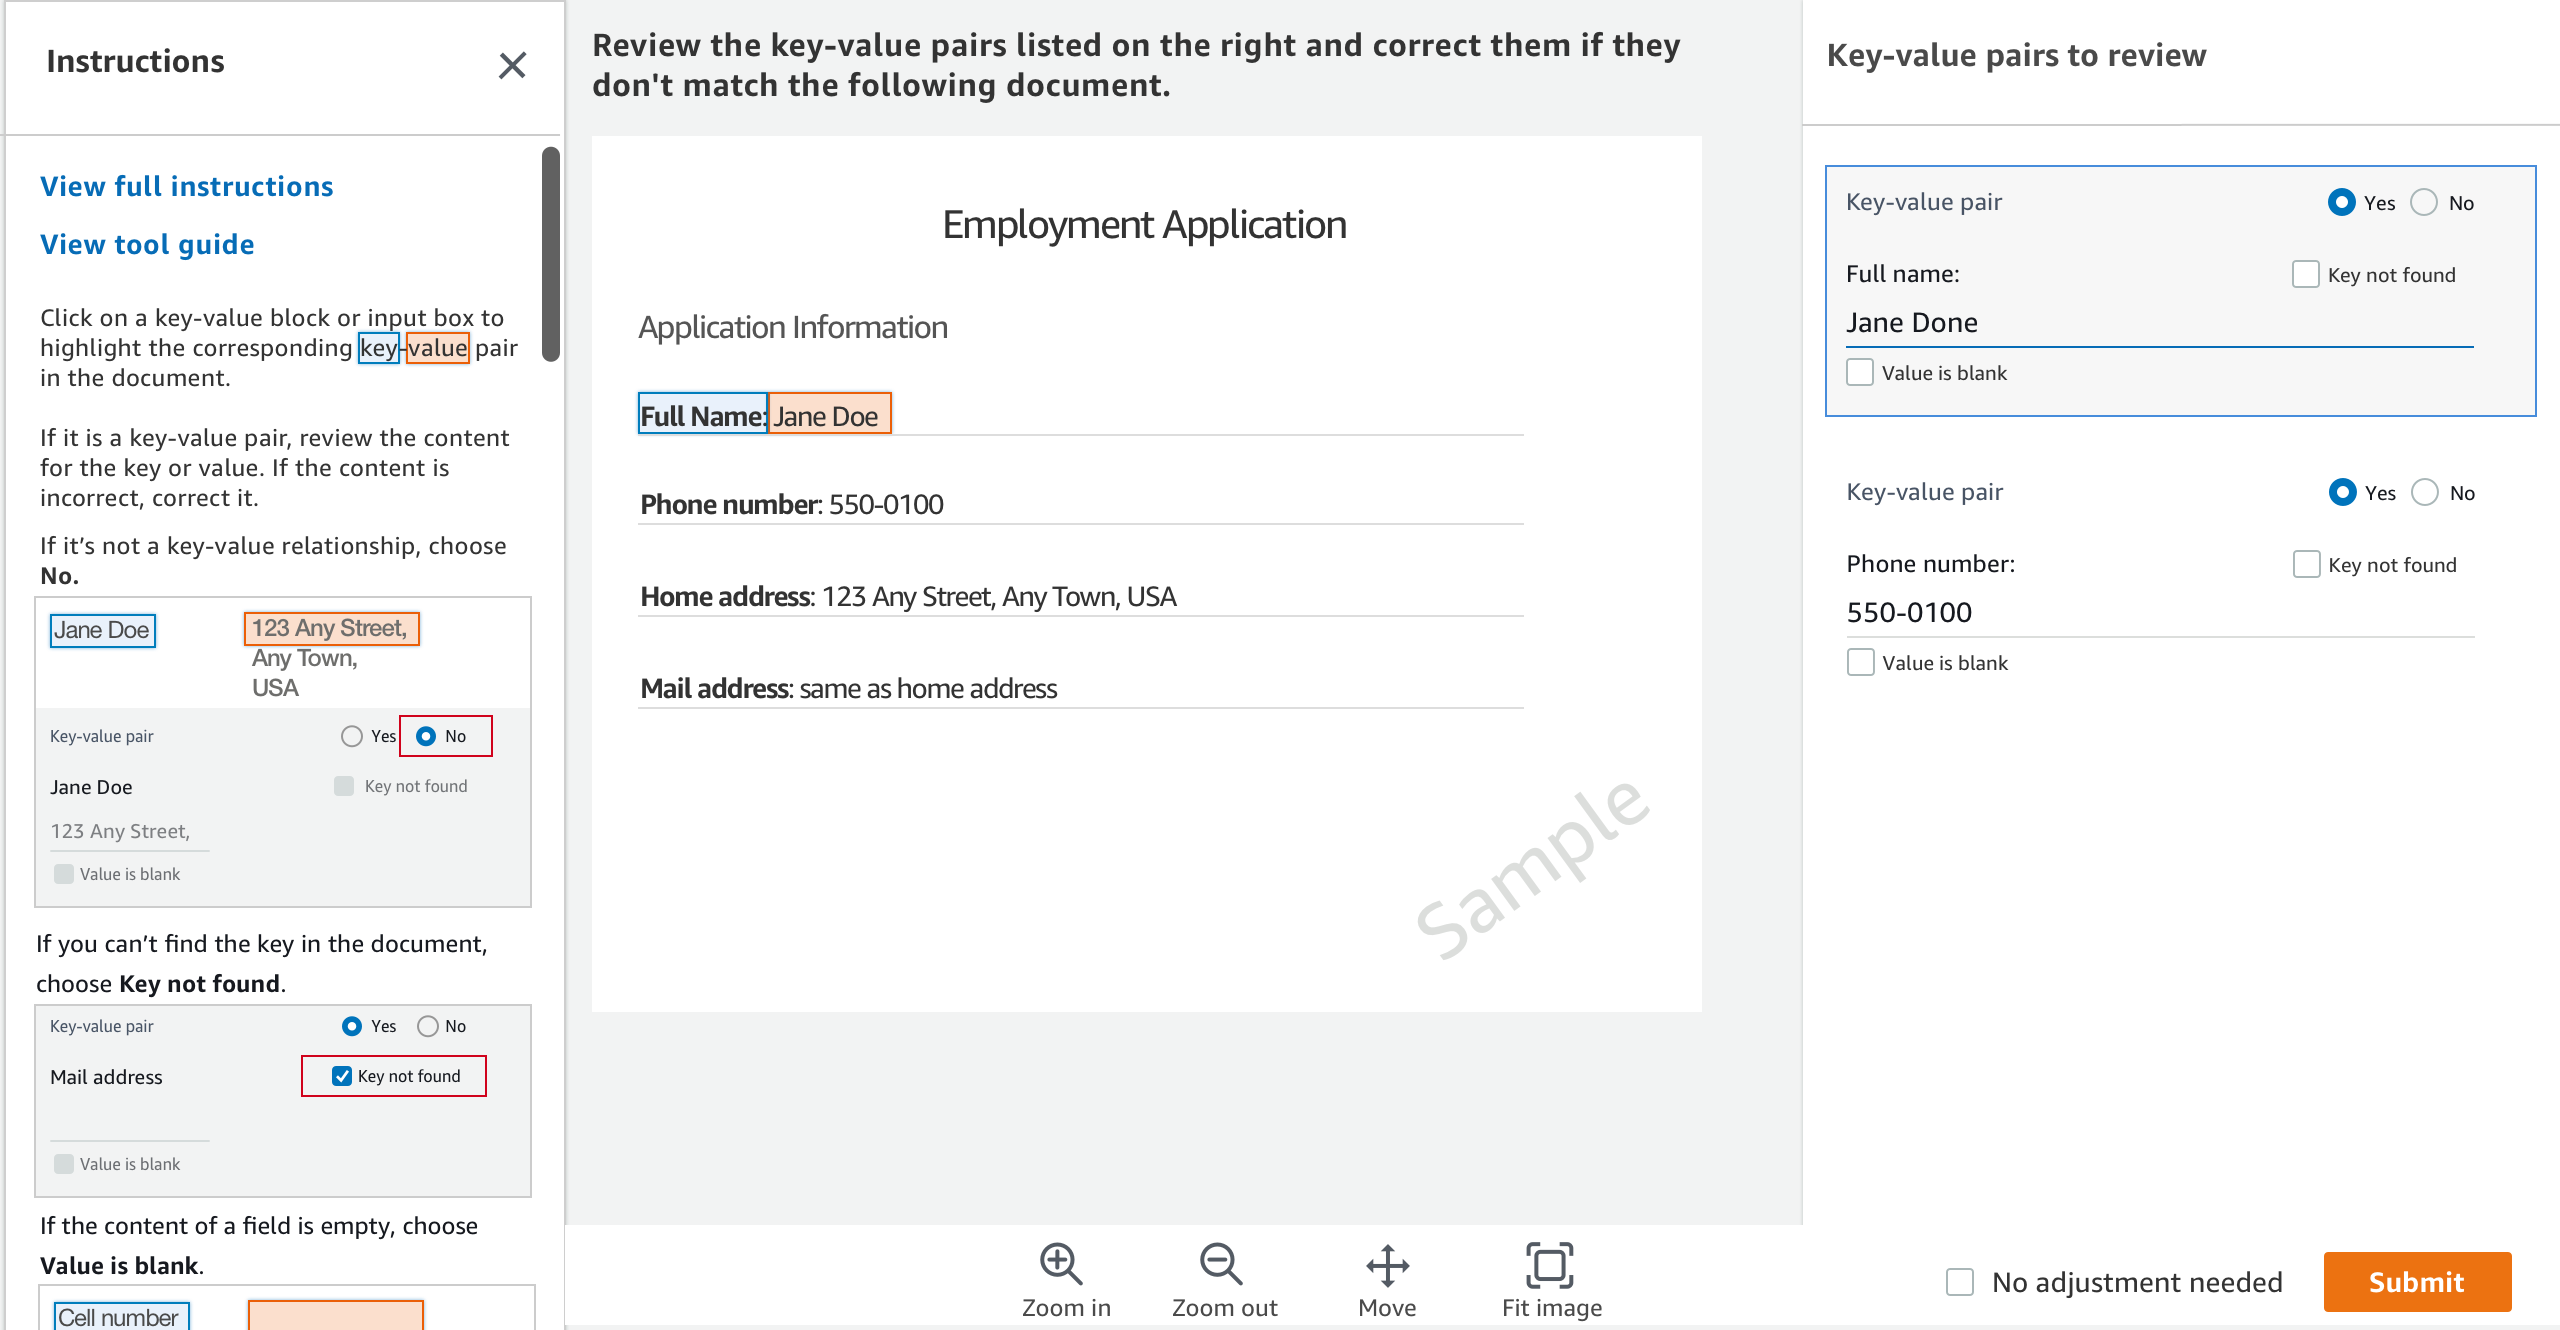 Instructions
View full instructions
View tool guide
Click on a key-value block or input box to
highlight the corresponding key-value pair
in the document.
If it is a key-value pair, review the content
for the key or value. If the content is
incorrect, correct it.
If it’s not a key-value relationship, choose
No.
Jane Doe 123 Any Street,
Any Town,
USA
Key-value pair Yes No
Jane Doe Key not found
123 Any Street,
Value is blank
If you can’t find the key in the document,
choose Key not found.
Key-value pair Yes No
Mail address Key not found
Value is blank
If the content of a field is empty, choose
Value is blank.
Cell number
Review the key-value pairs listed on the right and correct them if they
don't match the following document.
Employment Application
Application Information
Full Name: Jane Doe
Phone number: 550-0100
Home address: 123 Any Street, Any Town, USA
Mail address: same as home address
Sample
Zoom in Zoom out Move Fit image
Key-value pairs to review
Key-value pair Yes No
Full name: Key not found
Jane Done
Value is blank
Key-value pair Yes No
Phone number: Key not found
550-0100
Value is blank
No adjustment needed Submit